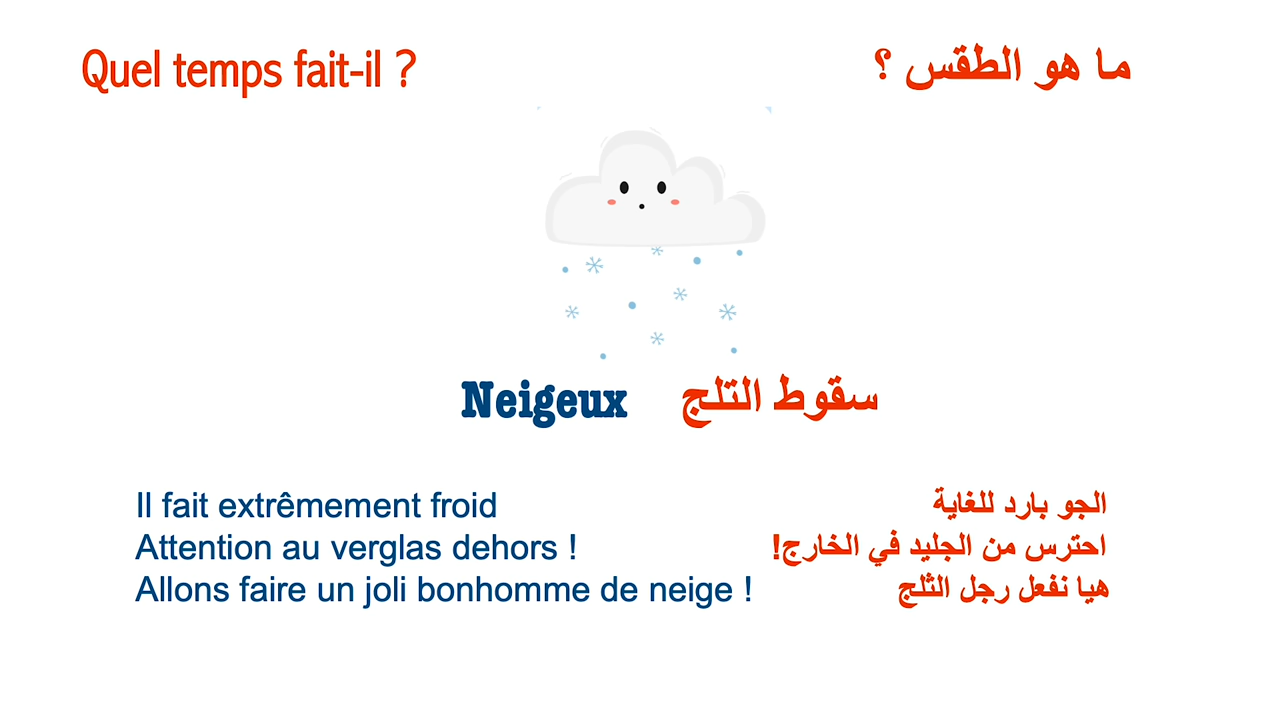 Quel temps fait-il ?
ما هو الطقس ؟
Neigeux
سقوط التلج
Il fait extrêmement froid
الجو بارد للغاية
Attention au verglas dehors !
احترس من الجليد في الخارج!
Allons faire un joli bonhomme de neige !
هيا نفعل رجل الثلج